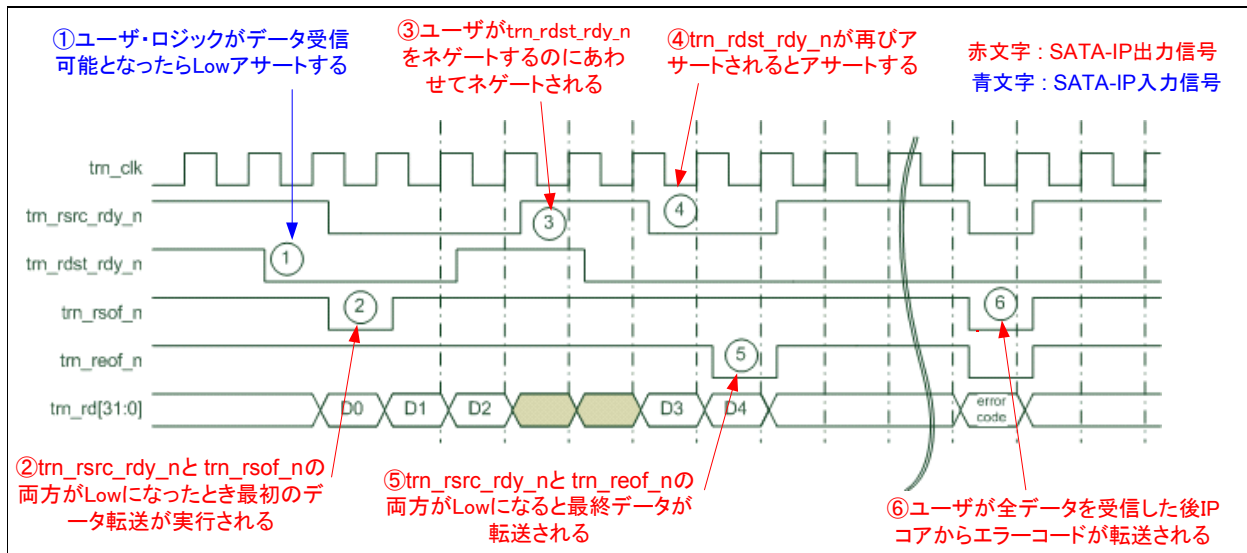 ①ユーザ・ロジックがデータ受信
可能となったらLowアサートする
③ユーザがtrn_rdst_rdy_n
をネゲートするのにあわ
せてネゲートされる
④trn_rdst_rdy_nが再びア
サートされるとアサートする
赤文字 : SATA-IP出力信号
青文字 : SATA-IP入力信号
trn_clk
trn_rsrc_rdy_n
3
4
trn_rdst_rdy_n
1
trn_rsof_n
2
6
trn_reof_n
5
trn_rd[31:0]
D0
D1
D2
D3
D4
error
code
②trn_rsrc_rdy_nと trn_rsof_nの
両方がLowになったとき最初のデ
ータ転送が実行される
⑤trn_rsrc_rdy_nと trn_reof_nの
両方がLowになると最終データが
転送される
⑥ユーザが全データを受信した後IP
コアからエラーコードが転送される